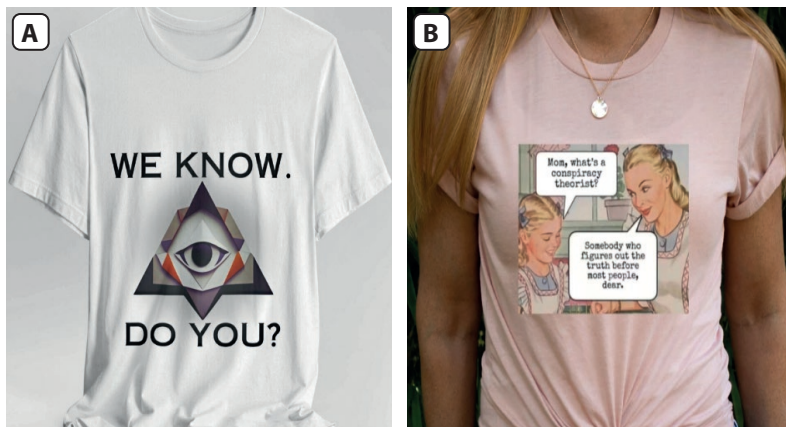 A
WE KNOW.
DO YOU?
B
Mom, what's a
conspiracy
theorist?
Somebody who
figures out the
truth before
most people,
dear.